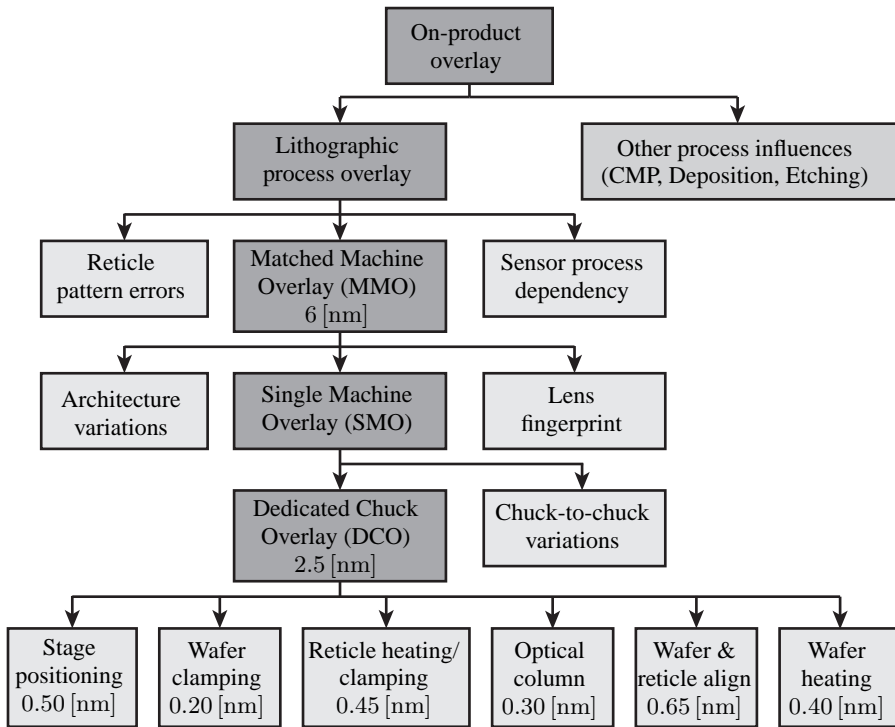 On-product
overlay
Lithographic
process overlay
Other process influences
(CMP, Deposition, Etching)
Reticle
pattern errors
Matched Machine
Overlay (MMO)
6 [nm]
Sensor process
dependency
Architecture
variations
Single Machine
Overlay (SMO)
Lens
fingerprint
Dedicated Chuck
Overlay (DCO)
2.5 [nm]
Chuck-to-chuck
variations
Stage
positioning
0.50 [nm]
Wafer
clamping
0.20 [nm]
Reticle heating/
clamping
0.45 [nm]
Optical
column
0.30 [nm]
Wafer &
reticle align
0.65 [nm]
Wafer
heating
0.40 [nm]